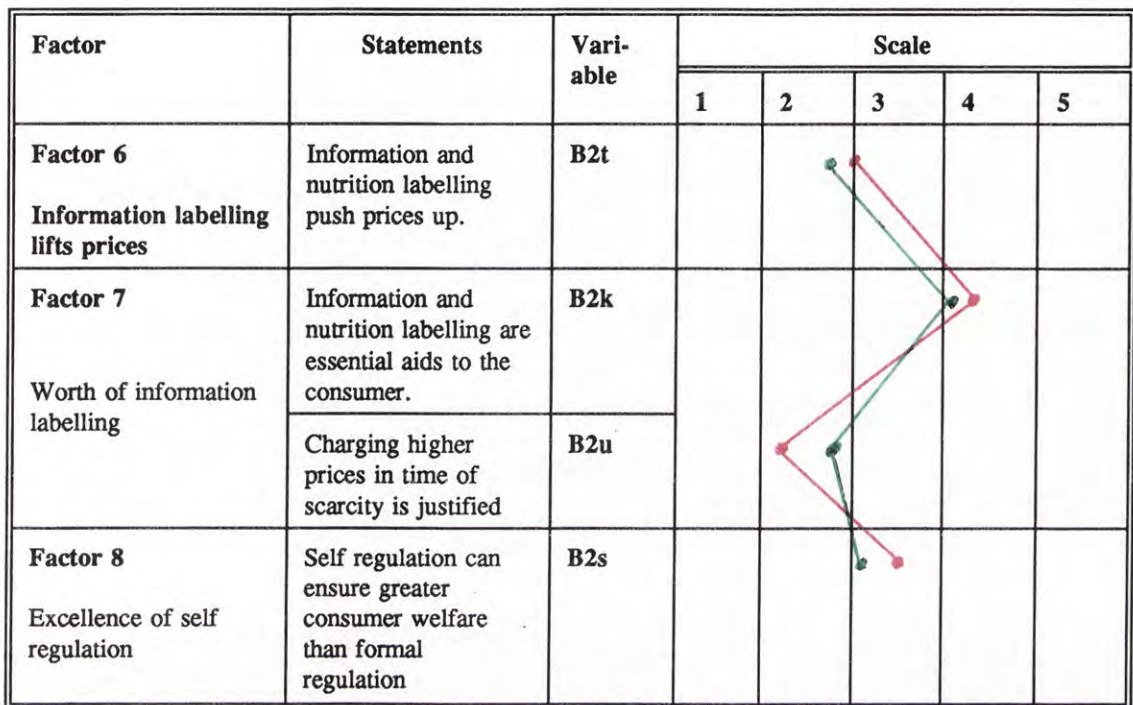 Factor
Statements
Vari-
able
Scale
1 2 3 4 5
Factor 6
Information labelling
lifts prices
Information and
nutrition labelling
push prices up.
B2t
Factor 7
Worth of information
labelling
Information and
nutrition labelling are
essential aids to the
consumer.
B2k
Charging higher
prices in time of
scarcity is justified
B2u
Factor 8
Excellence of self
regulation
Self regulation can
ensure greater
consumer welfare
than formal
regulation
B2s